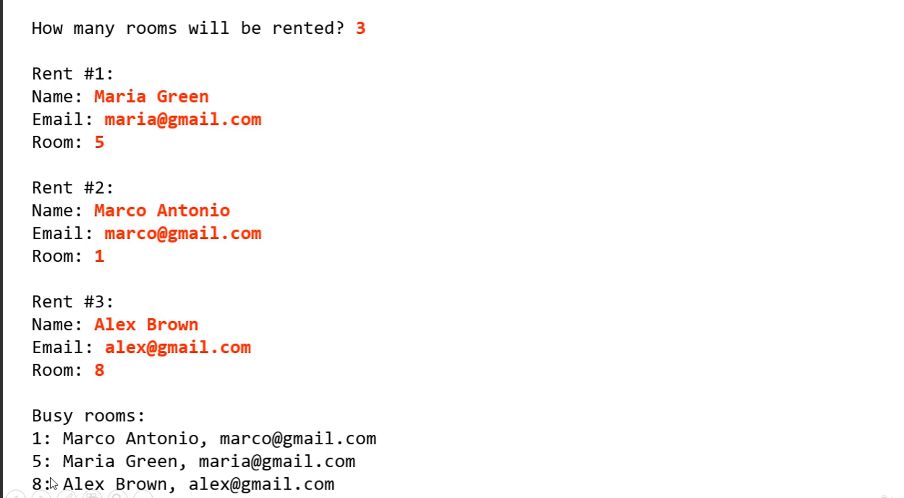 How many rooms will be rented? 3
Rent #1:
Name: Maria Green
Email: maria@gmail.com
Room: 5
Rent #2:
Name: Marco Antonio
Email: marco@gmail.com
Room: 1
Rent #3:
Name: Alex Brown
Email: alex@gmail.com
Room: 8
Busy rooms:
1: Marco Antonio, marco@gmail.com
5: Maria Green, maria@gmail.com
8: Alex Brown, alex@gmail.com